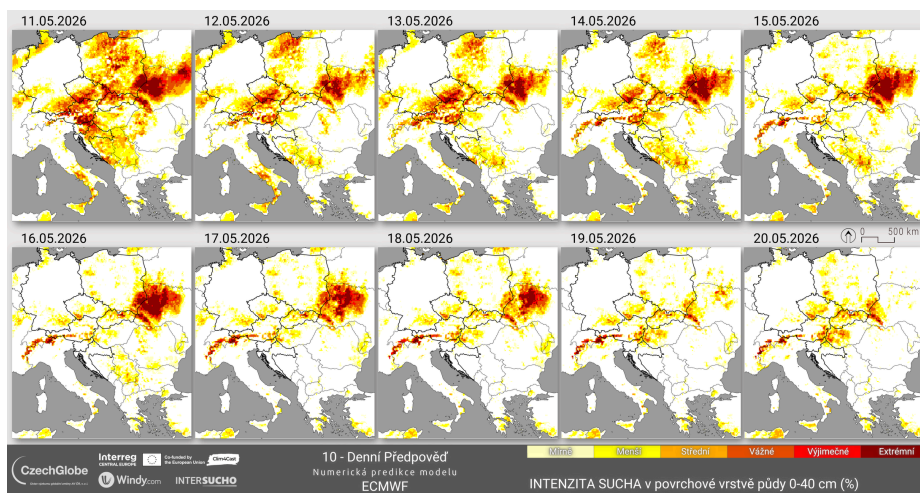 11.05.2026
12.05.2026
13.05.2026
14.05.2026
15.05.2026
16.05.2026
17.05.2026
18.05.2026
19.05.2026
20.05.2026
0 500 km
CzechGlobe
Interreg
CENTRAL EUROPE
Co-funded by
the European Union
Clim4Cast
Windy.com
INTERSUCHO
10 - Denní Předpověď
Numerická predikce modelu
ECMWF
Mírné
Menší
Střední
Vážné
Výjimečné
Extrémní
INTENZITA SUCHA v povrchové vrstvě půdy 0-40 cm (%)